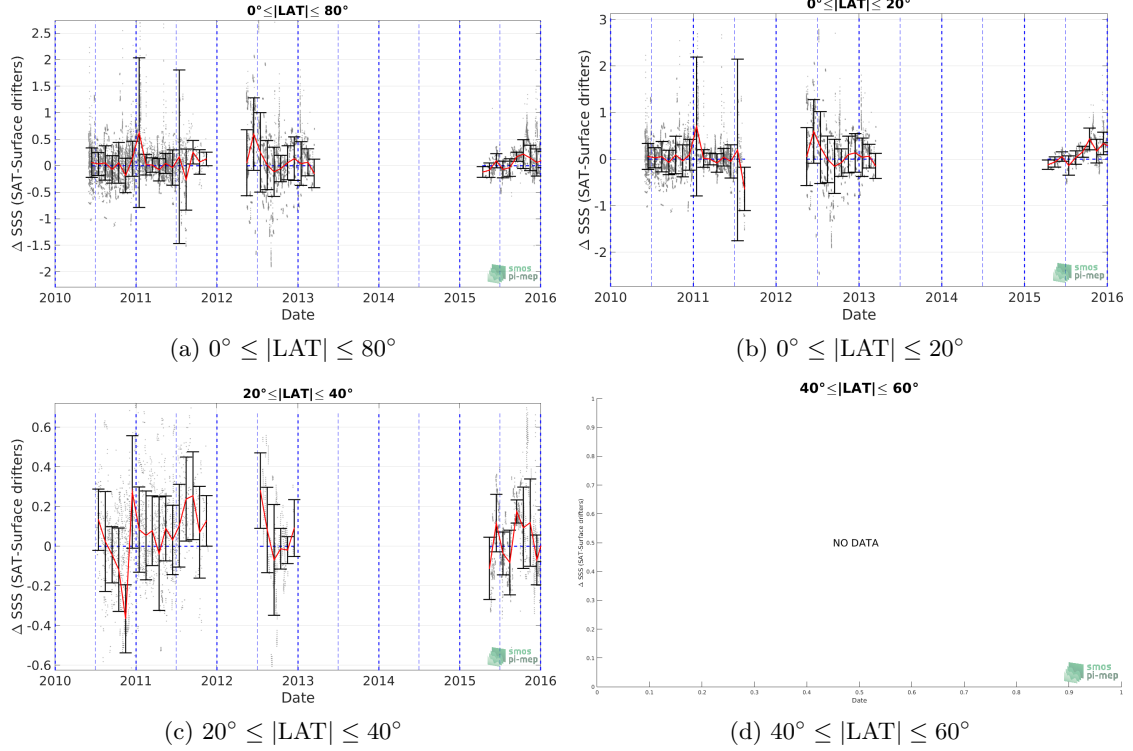 0°≤|LAT|≤ 80°
0°≤|LAT|≤ 20°
Δ SSS (SAT-Surface drifters)
2.5
2
1.5
1
0.5
0
-0.5
-1
-1.5
-2
2010 2011 2012 2013 2014 2015 2016
Date
smos
pi-mep
Δ SSS (SAT-Surface drifters)
3
2
1
0
-1
-2
2010 2011 2012 2013 2014 2015 2016
Date
smos
pi-mep
(a) 0° ≤ |LAT| ≤ 80°
(b) 0° ≤ |LAT| ≤ 20°
20°≤|LAT|≤ 40°
Δ SSS (SAT-Surface drifters)
0.6
0.4
0.2
0
-0.2
-0.4
-0.6
2010 2011 2012 2013 2014 2015 2016
Date
smos
pi-mep
40°≤|LAT|≤ 60°
Δ SSS (SAT-Surface drifters)
1
0.9
0.8
0.7
0.6
0.5
0.4
0.3
0.2
0.1
0
NO DATA
0 0.1 0.2 0.3 0.4 0.5 0.6 0.7 0.8 0.9 1
Date
smos
pi-mep
(c) 20° ≤ |LAT| ≤ 40°
(d) 40° ≤ |LAT| ≤ 60°